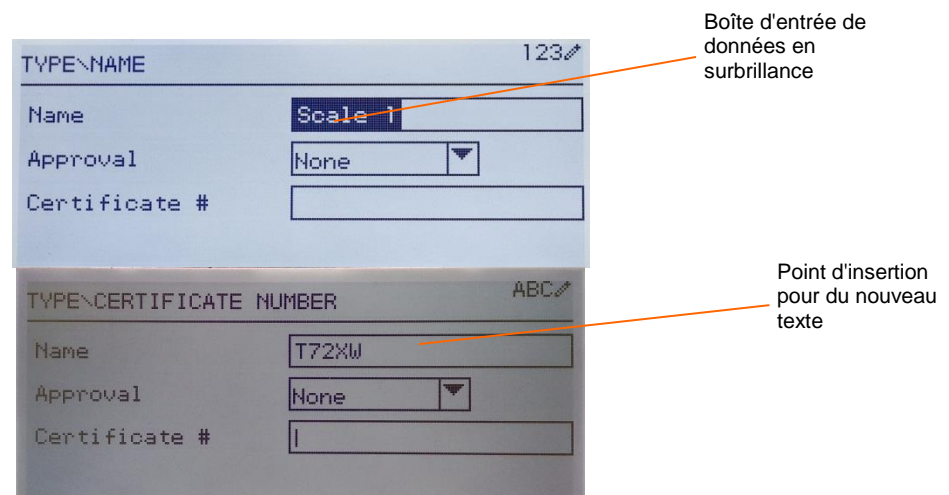 Boîte d'entrée de
données en
surbrillance
TYPE\NAME 123
Name Scale 1
Approval None
Certificate #
Point d'insertion
pour du nouveau
texte
TYPE\CERTIFICATE NUMBER ABC
Name T72XW
Approval None
Certificate #